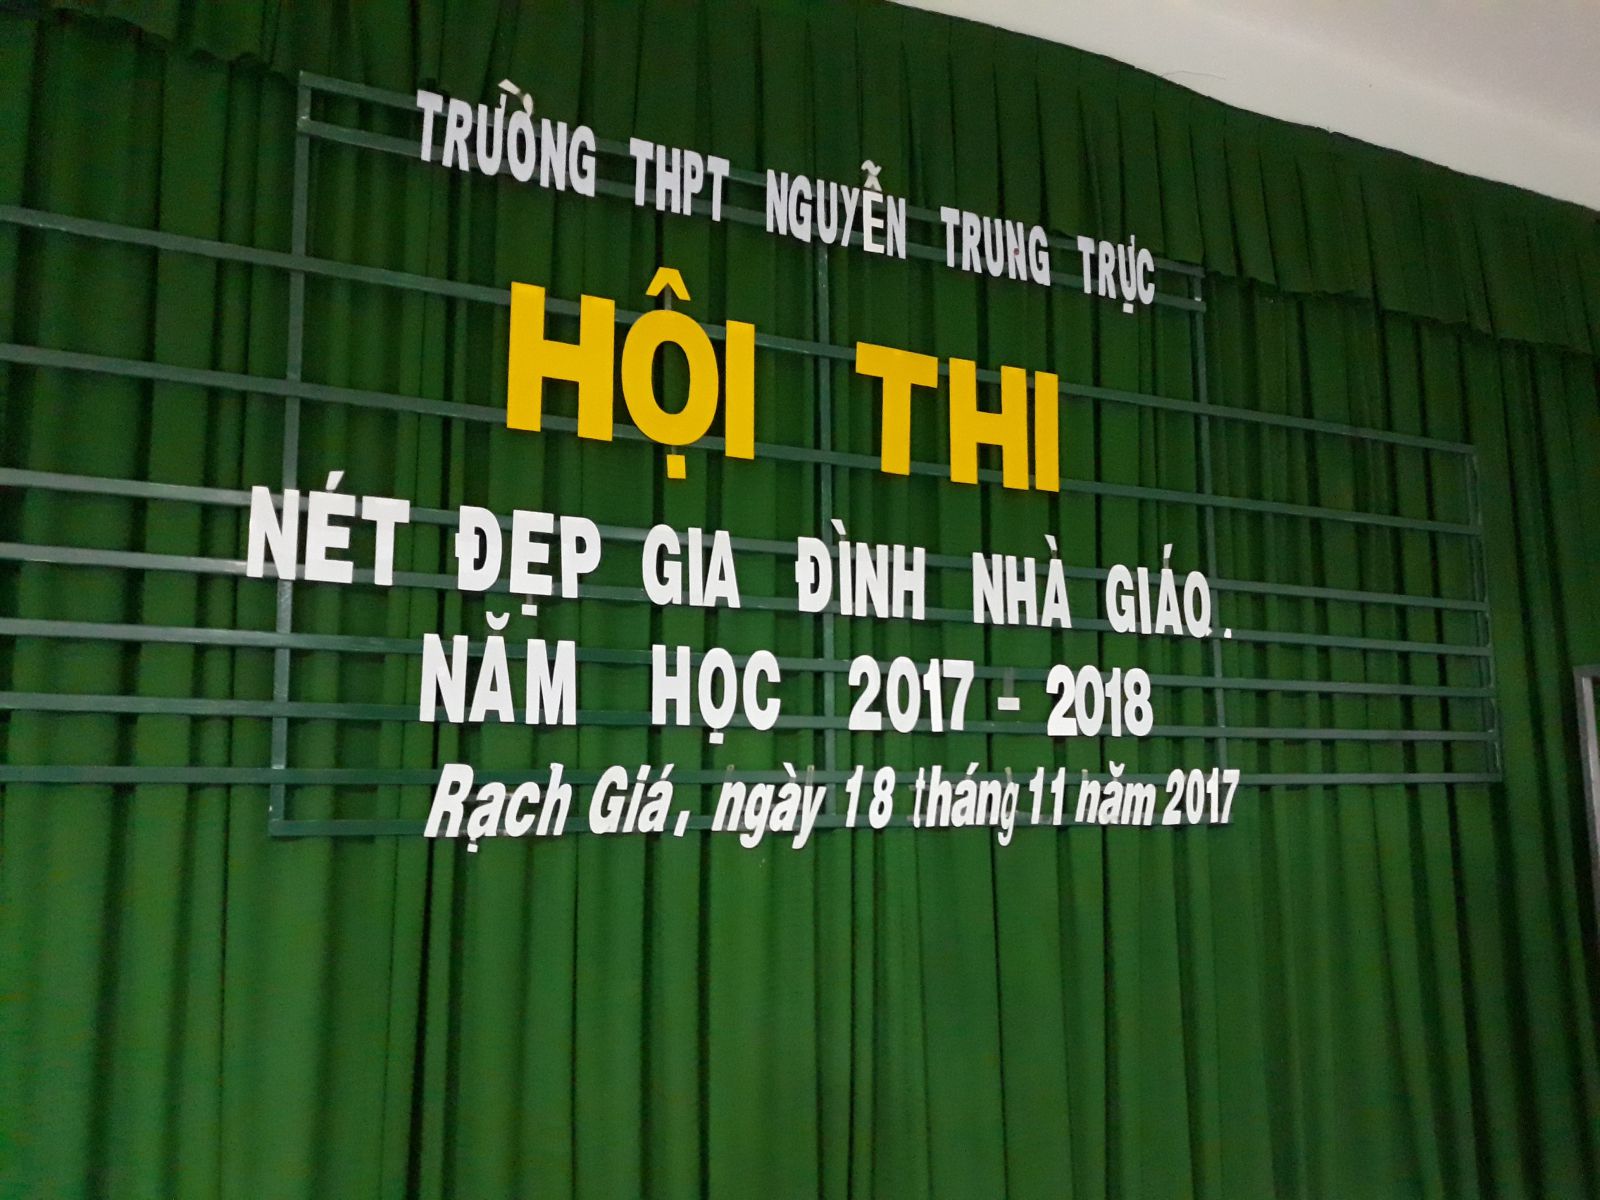 TRƯỜNG THPT NGUYỄN TRUNG TRỰC
HỘI THI
NÉT ĐẸP GIA ĐÌNH NHÀ GIÁO.
NĂM HỌC 2017 - 2018
Rạch Giá, ngày 18 tháng 11 năm 2017